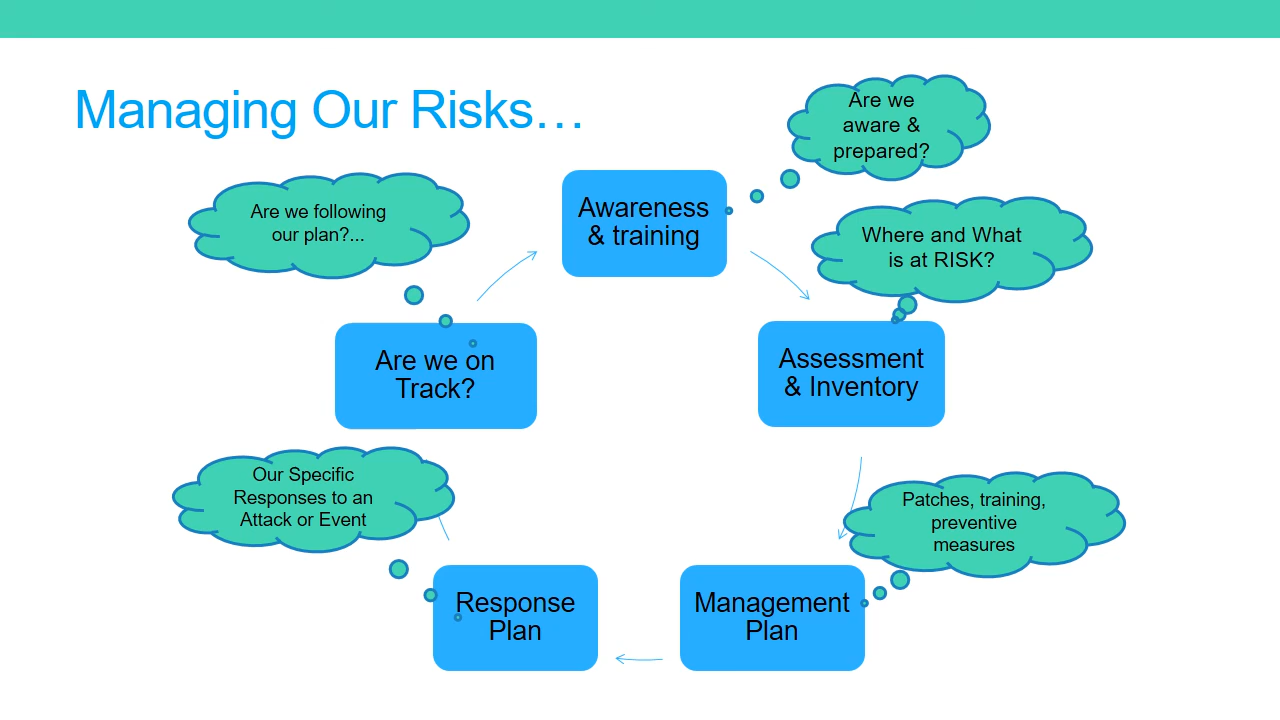 Managing Our Risks…
Are we
aware &
prepared?
Awareness
& training
Where and What
is at RISK?
Assessment
& Inventory
Patches, training,
preventive
measures
Management
Plan
Response
Plan
Our Specific
Responses to an
Attack or Event
Are we on
Track?
Are we following
our plan?...